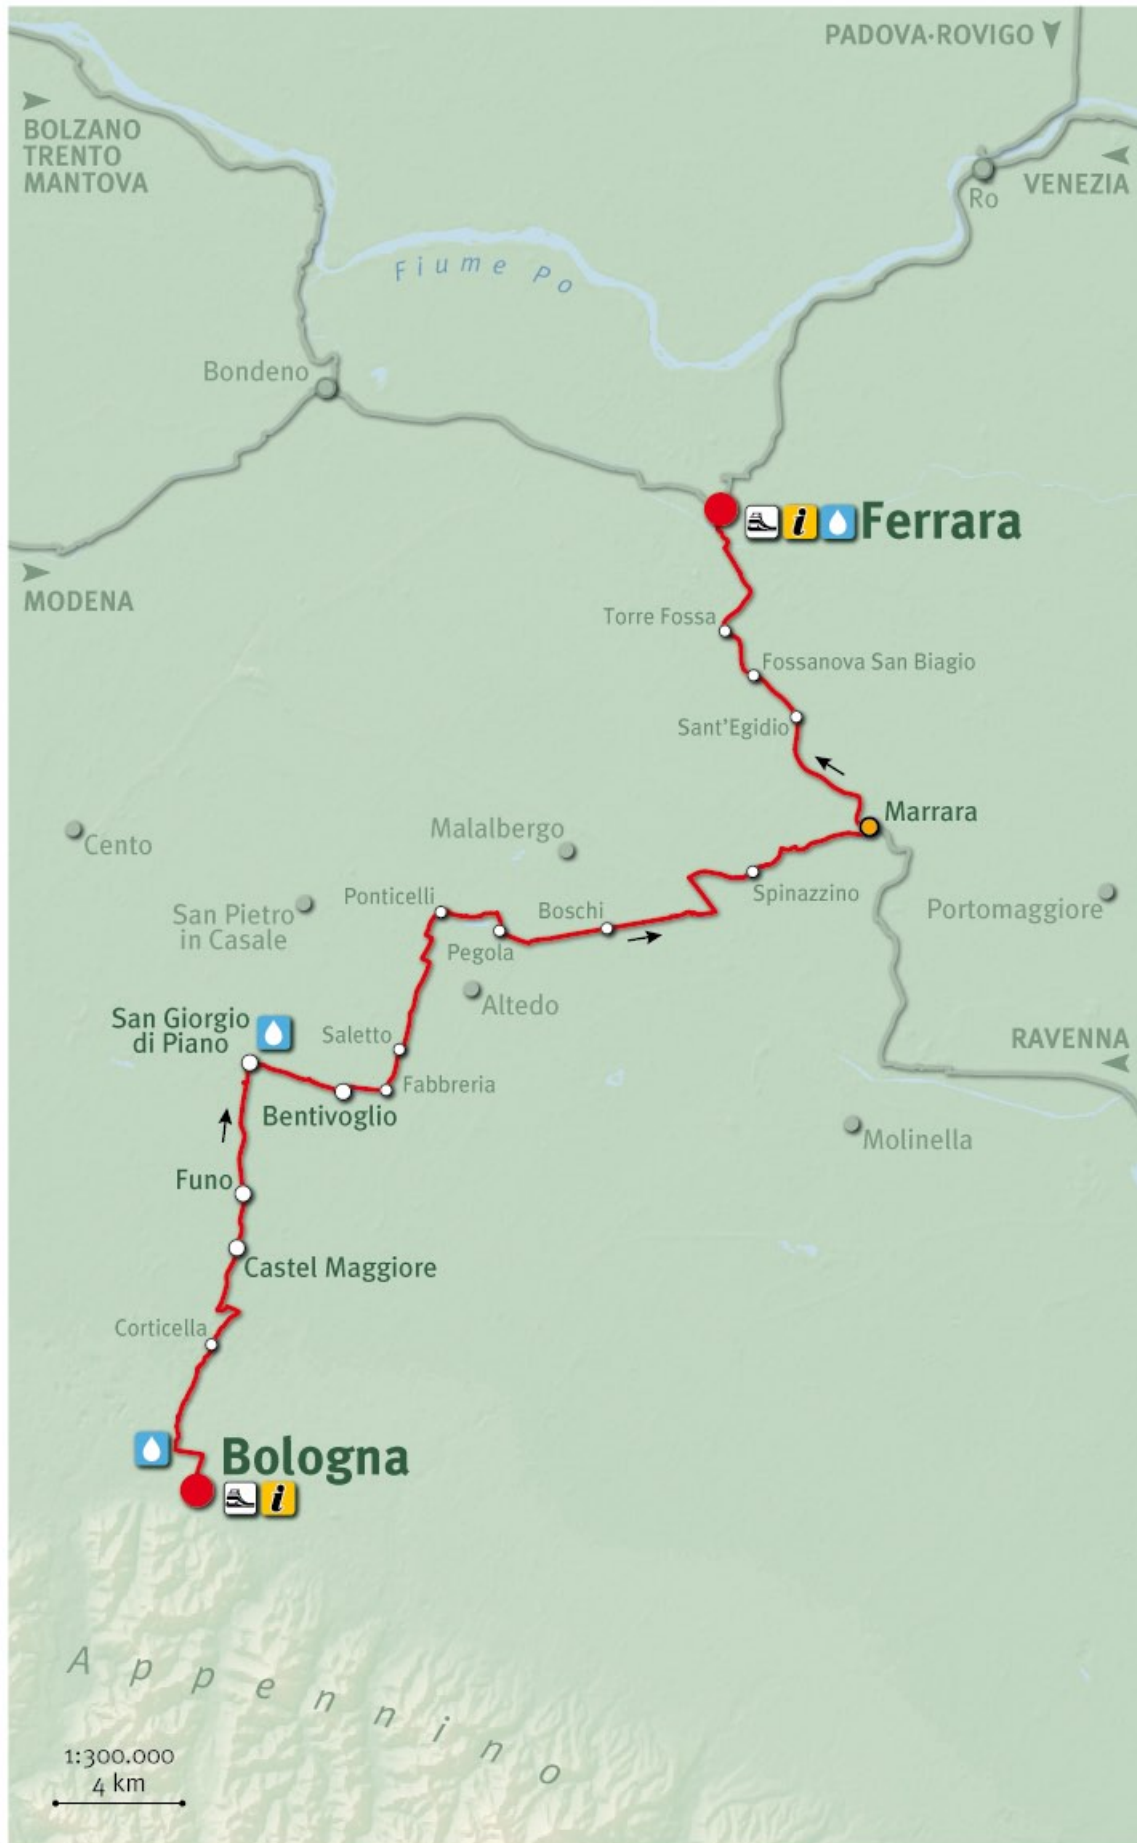 PADOVA·ROVIGO
BOLZANO
TRENTO
MANTOVA
VENEZIA
Ro
Fiume Po
Bondeno
i
Ferrara
MODENA
Torre Fossa
Fossanova San Biagio
Sant'Egidio
Marrara
Malalbergo
Cento
Spinazzino
Ponticelli
Portomaggiore
San Pietro
in Casale
Boschi
Pegola
Altedo
San Giorgio
di Piano
Saletto
RAVENNA
Fabbreria
Bentivoglio
Molinella
Funo
Castel Maggiore
Corticella
Bologna
i
Appennino
1:300.000
4 km